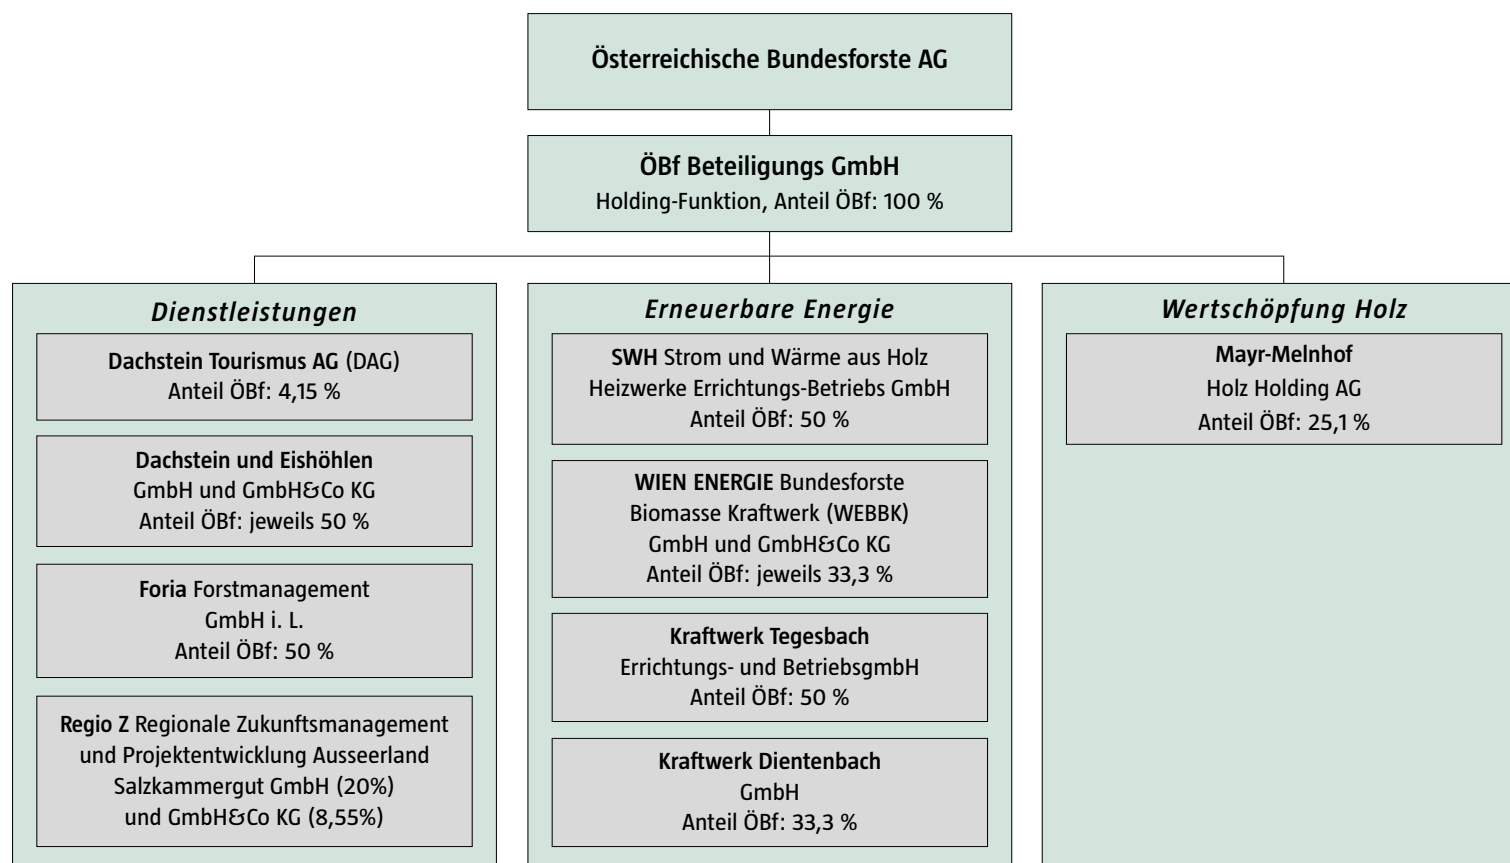 Österreichische Bundesforste AG
ÖBf Beteiligungs GmbH
Holding-Funktion, Anteil ÖBf: 100 %
Dienstleistungen
Dachstein Tourismus AG (DAG)
Anteil ÖBf: 4,15 %
Dachstein und Eishöhlen
GmbH und GmbH&Co KG
Anteil ÖBf: jeweils 50 %
Foria Forstmanagement
GmbH i. L.
Anteil ÖBf: 50 %
Regio Z Regionale Zukunftsmanagement
und Projektentwicklung Ausseerland
Salzkammergut GmbH (20%)
und GmbH&Co KG (8,55%)
Erneuerbare Energie
SWH Strom und Wärme aus Holz
Heizwerke Errichtungs-Betriebs GmbH
Anteil ÖBf: 50 %
WIEN ENERGIE Bundesforste
Biomasse Kraftwerk (WEBBK)
GmbH und GmbH&Co KG
Anteil ÖBf: jeweils 33,3 %
Kraftwerk Tegesbach
Errichtungs- und BetriebsgmbH
Anteil ÖBf: 50 %
Kraftwerk Dientenbach
GmbH
Anteil ÖBf: 33,3 %
Wertschöpfung Holz
Mayr-Melnhof
Holz Holding AG
Anteil ÖBf: 25,1 %